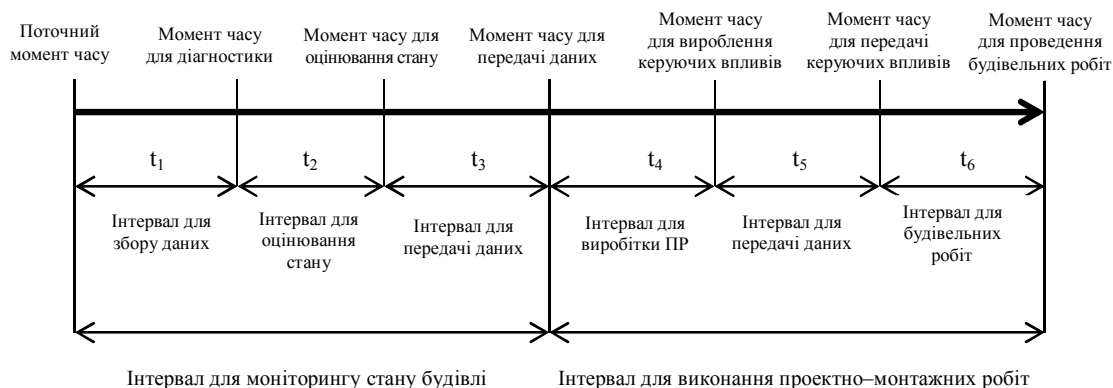 Поточний
момент часу
Момент часу
для діагностики
Момент часу для
оцінювання стану
Момент часу для
передачі даних
Момент часу
для вироблення
керуючих впливів
Момент часу
для передачі
керуючих впливів
Момент часу
для проведення
будівельних робіт
t₁
t₂
t₃
t₄
t₅
t₆
Інтервал для
збору даних
Інтервал для
оцінювання
стану
Інтервал для
передачі даних
Інтервал для
виробітки ПР
Інтервал для
передачі даних
Інтервал для
будівельних
робіт
Інтервал для моніторингу стану будівлі
Інтервал для виконання проектно–монтажних робіт